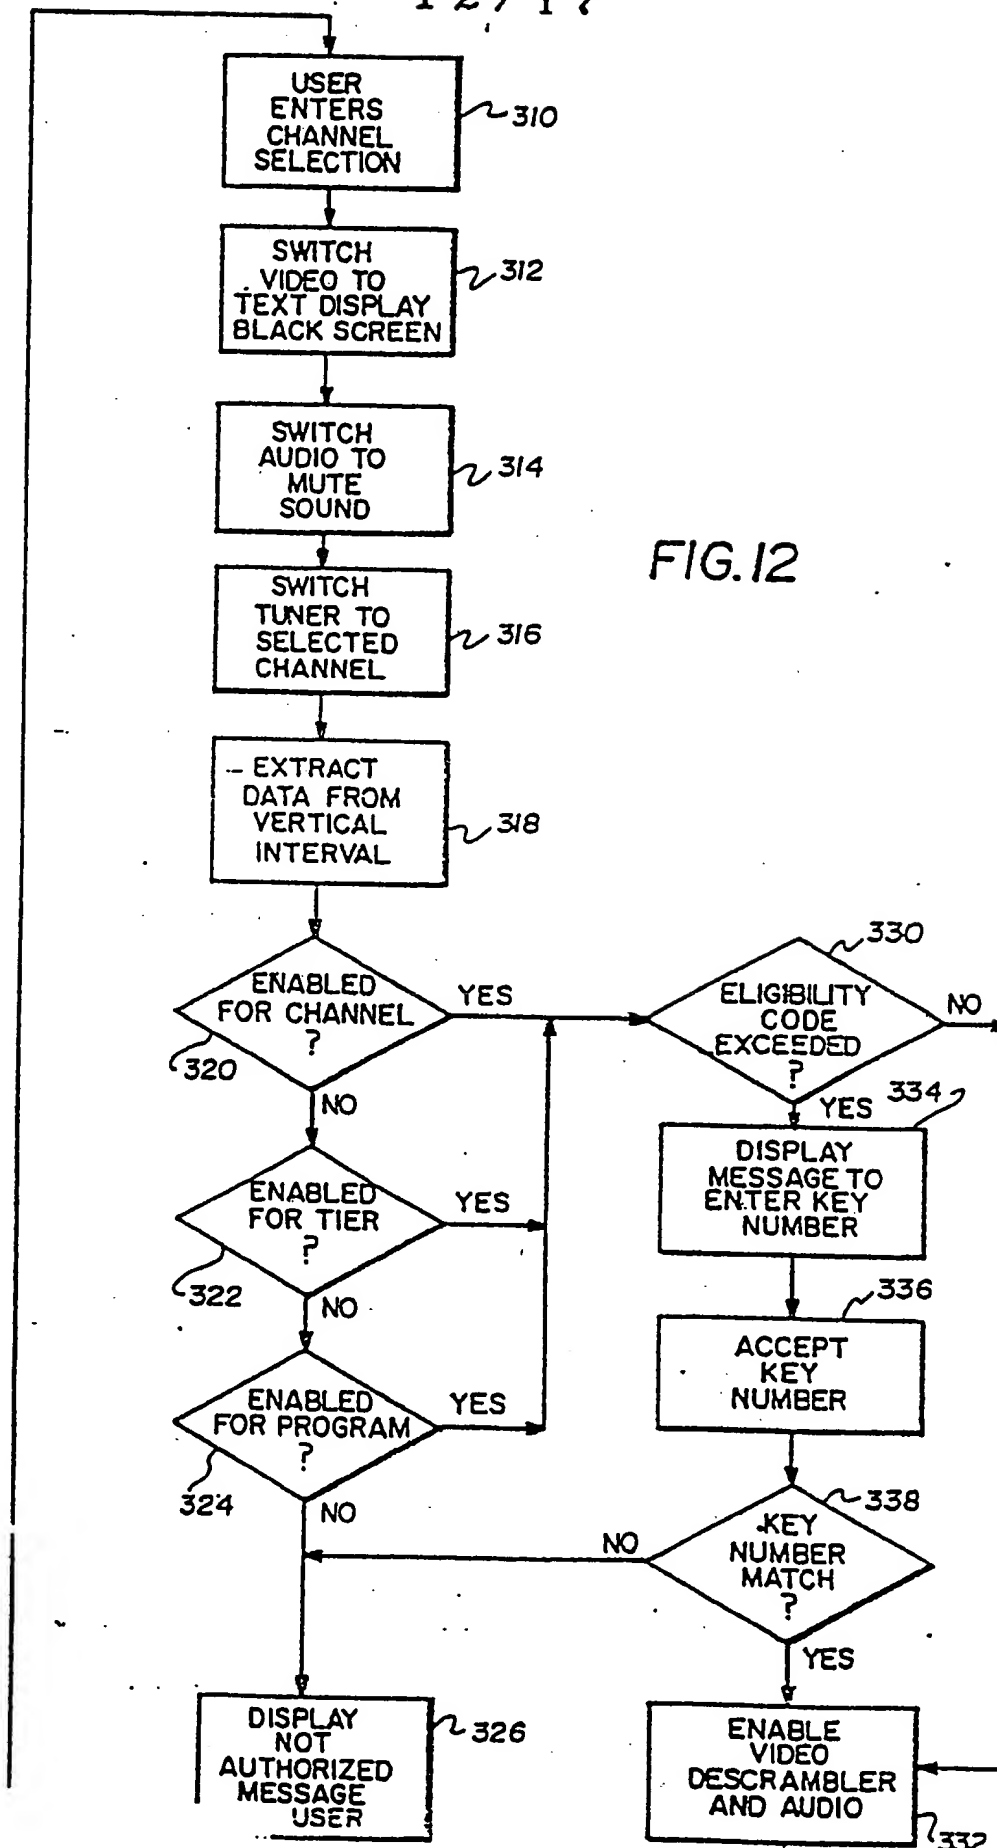 USER
ENTERS
CHANNEL
SELECTION
310
SWITCH
VIDEO TO
TEXT DISPLAY
BLACK SCREEN
312
SWITCH
AUDIO TO
MUTE
SOUND
314
FIG.12
SWITCH
TUNER TO
SELECTED
CHANNEL
316
EXTRACT
DATA FROM
VERTICAL
INTERVAL
318
ENABLED
FOR CHANNEL
?
320
YES
NO
330
ELIGIBILITY
CODE
EXCEEDED
?
NO
YES
334
DISPLAY
MESSAGE TO
ENTER KEY
NUMBER
ENABLED
FOR TIER
?
322
YES
NO
336
ACCEPT
KEY
NUMBER
ENABLED
FOR PROGRAM
?
324
YES
NO
338
KEY
NUMBER
MATCH
?
NO
YES
DISPLAY
NOT
AUTHORIZED
MESSAGE
USER
326
ENABLE
VIDEO
DESCRAMBLER
AND AUDIO
332